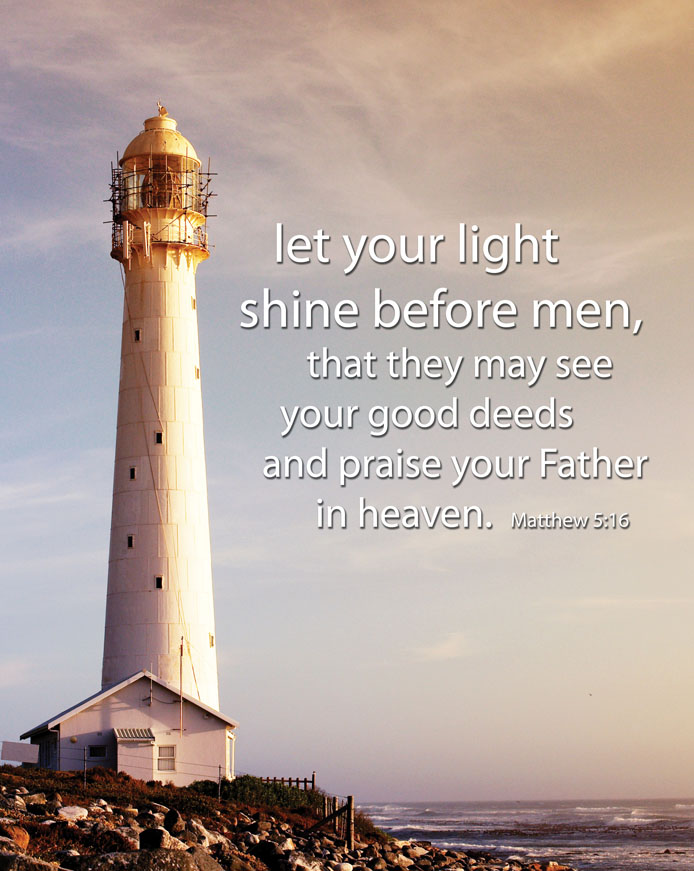 let your light
shine before men,
that they may see
your good deeds
and praise your Father
in heaven. Matthew 5:16